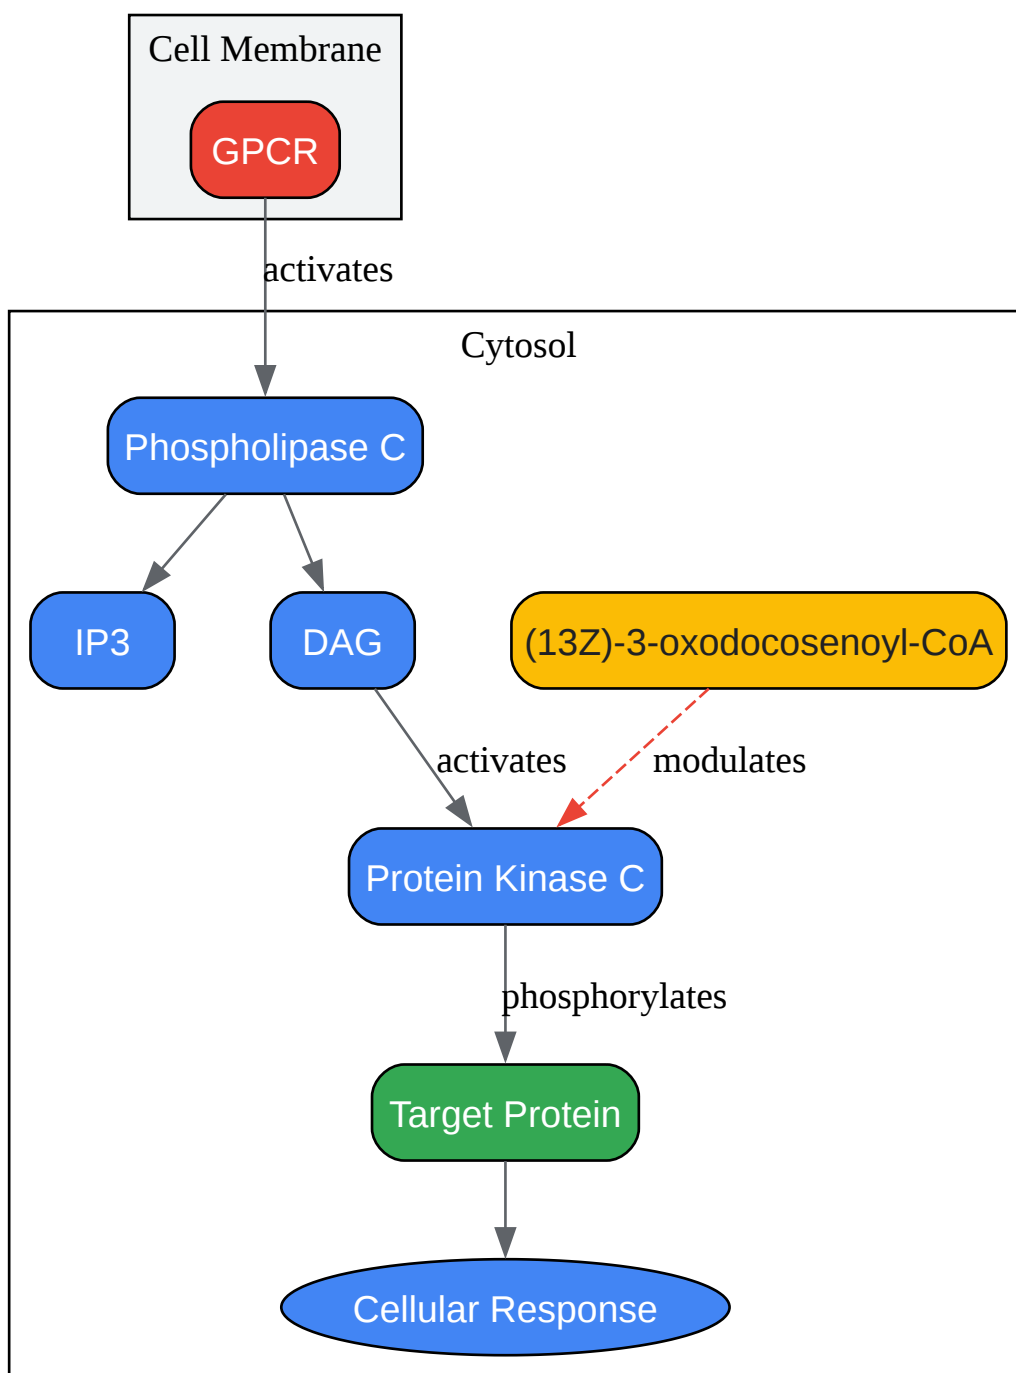 Cell Membrane
GPCR
activates
Cytosol
Phospholipase C
IP3
DAG
(13Z)-3-oxodocosenoyl-CoA
activates
modulates
Protein Kinase C
phosphorylates
Target Protein
Cellular Response